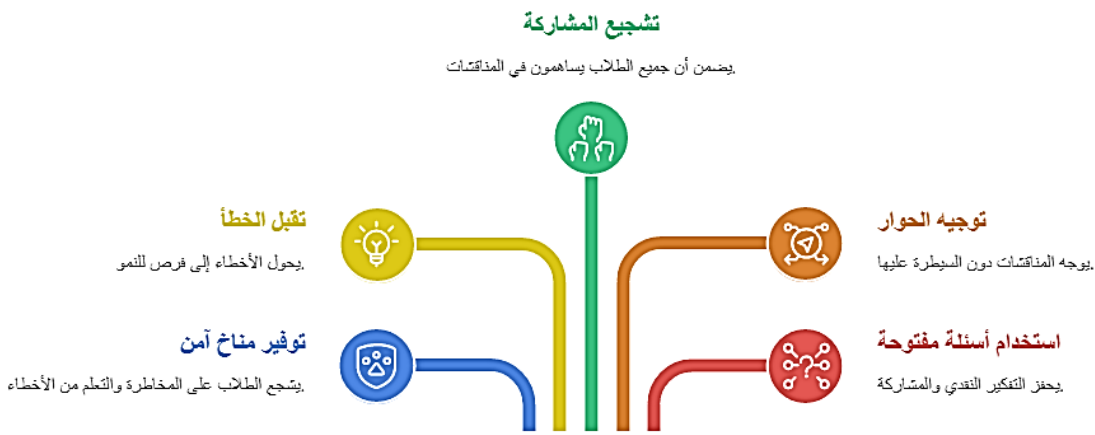 تشجيع المشاركة
يضمن أن جميع الطلاب يساهمون في المناقشات.
توجيه الحوار
يوجه المناقشات دون السيطرة عليها.
تقبل الخطأ
يحول الأخطاء إلى فرص للنمو.
استخدام أسئلة مفتوحة
يحفز التفكير النقدي والمشاركة.
توفير مناخ آمن
يشجع الطلاب على المخاطرة والتعلم من الأخطاء.